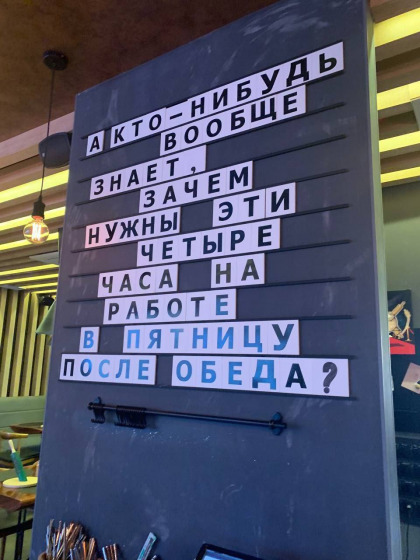 А КТО-НИБУДЬ
ВООБЩЕ
ЗНАЕТ,
ЗАЧЕМ
НУЖНЫ ЭТИ
ЧЕТЫРЕ
ЧАСА НА
РАБОТЕ
В ПЯТНИЦУ
ПОСЛЕ ОБЕДА?